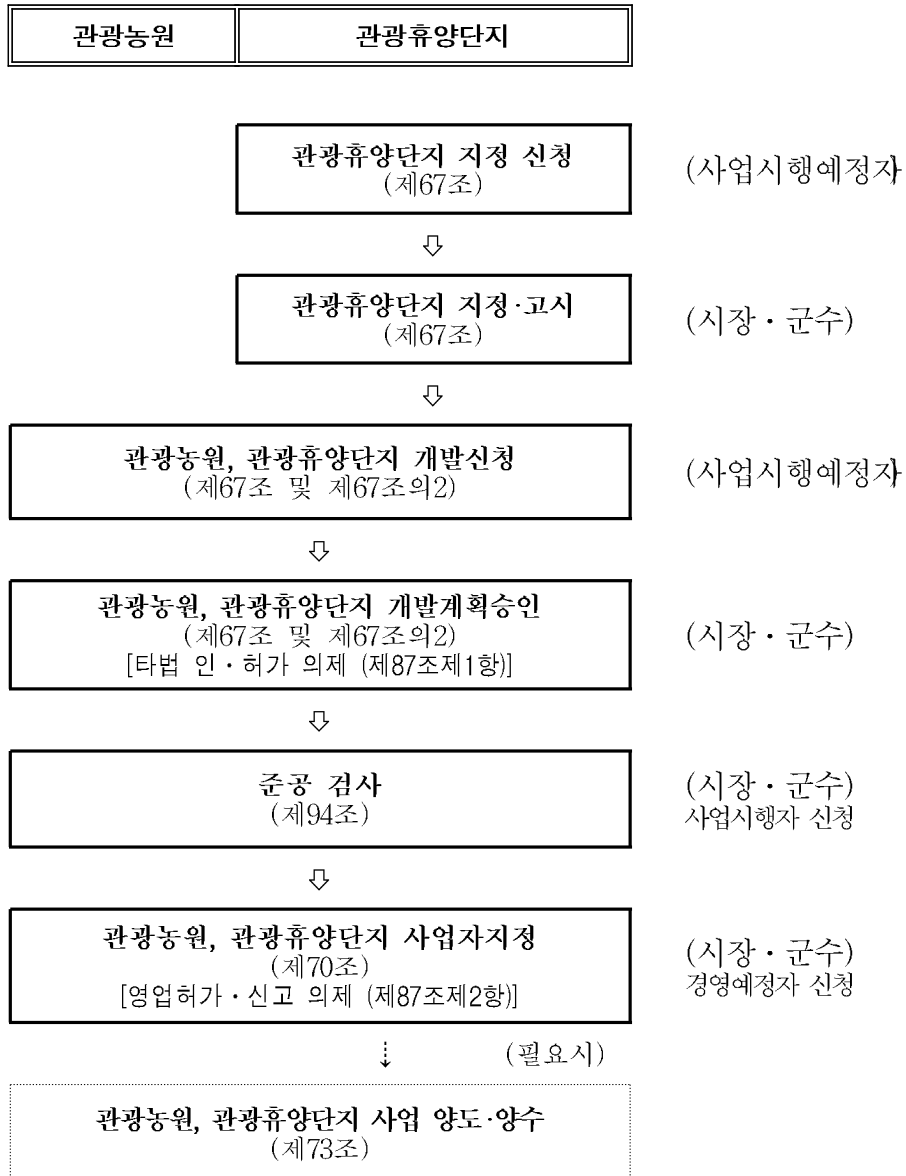 관광농원 관광휴양단지
관광휴양단지 지정 신청
(제67조)
(사업시행예정자)
관광휴양단지 지정·고시
(제67조)
(시장·군수)
관광농원, 관광휴양단지 개발신청
(제67조 및 제67조의2)
(사업시행예정자)
관광농원, 관광휴양단지 개발계획승인
(제67조 및 제67조의2)
[타법 인·허가 의제 (제87조제1항)]
(시장·군수)
준공 검사
(제94조)
(시장·군수)
사업시행자 신청
관광농원, 관광휴양단지 사업자지정
(제70조)
[영업허가·신고 의제 (제87조제2항)]
(시장·군수)
경영예정자 신청
(필요시)
관광농원, 관광휴양단지 사업 양도·양수
(제73조)